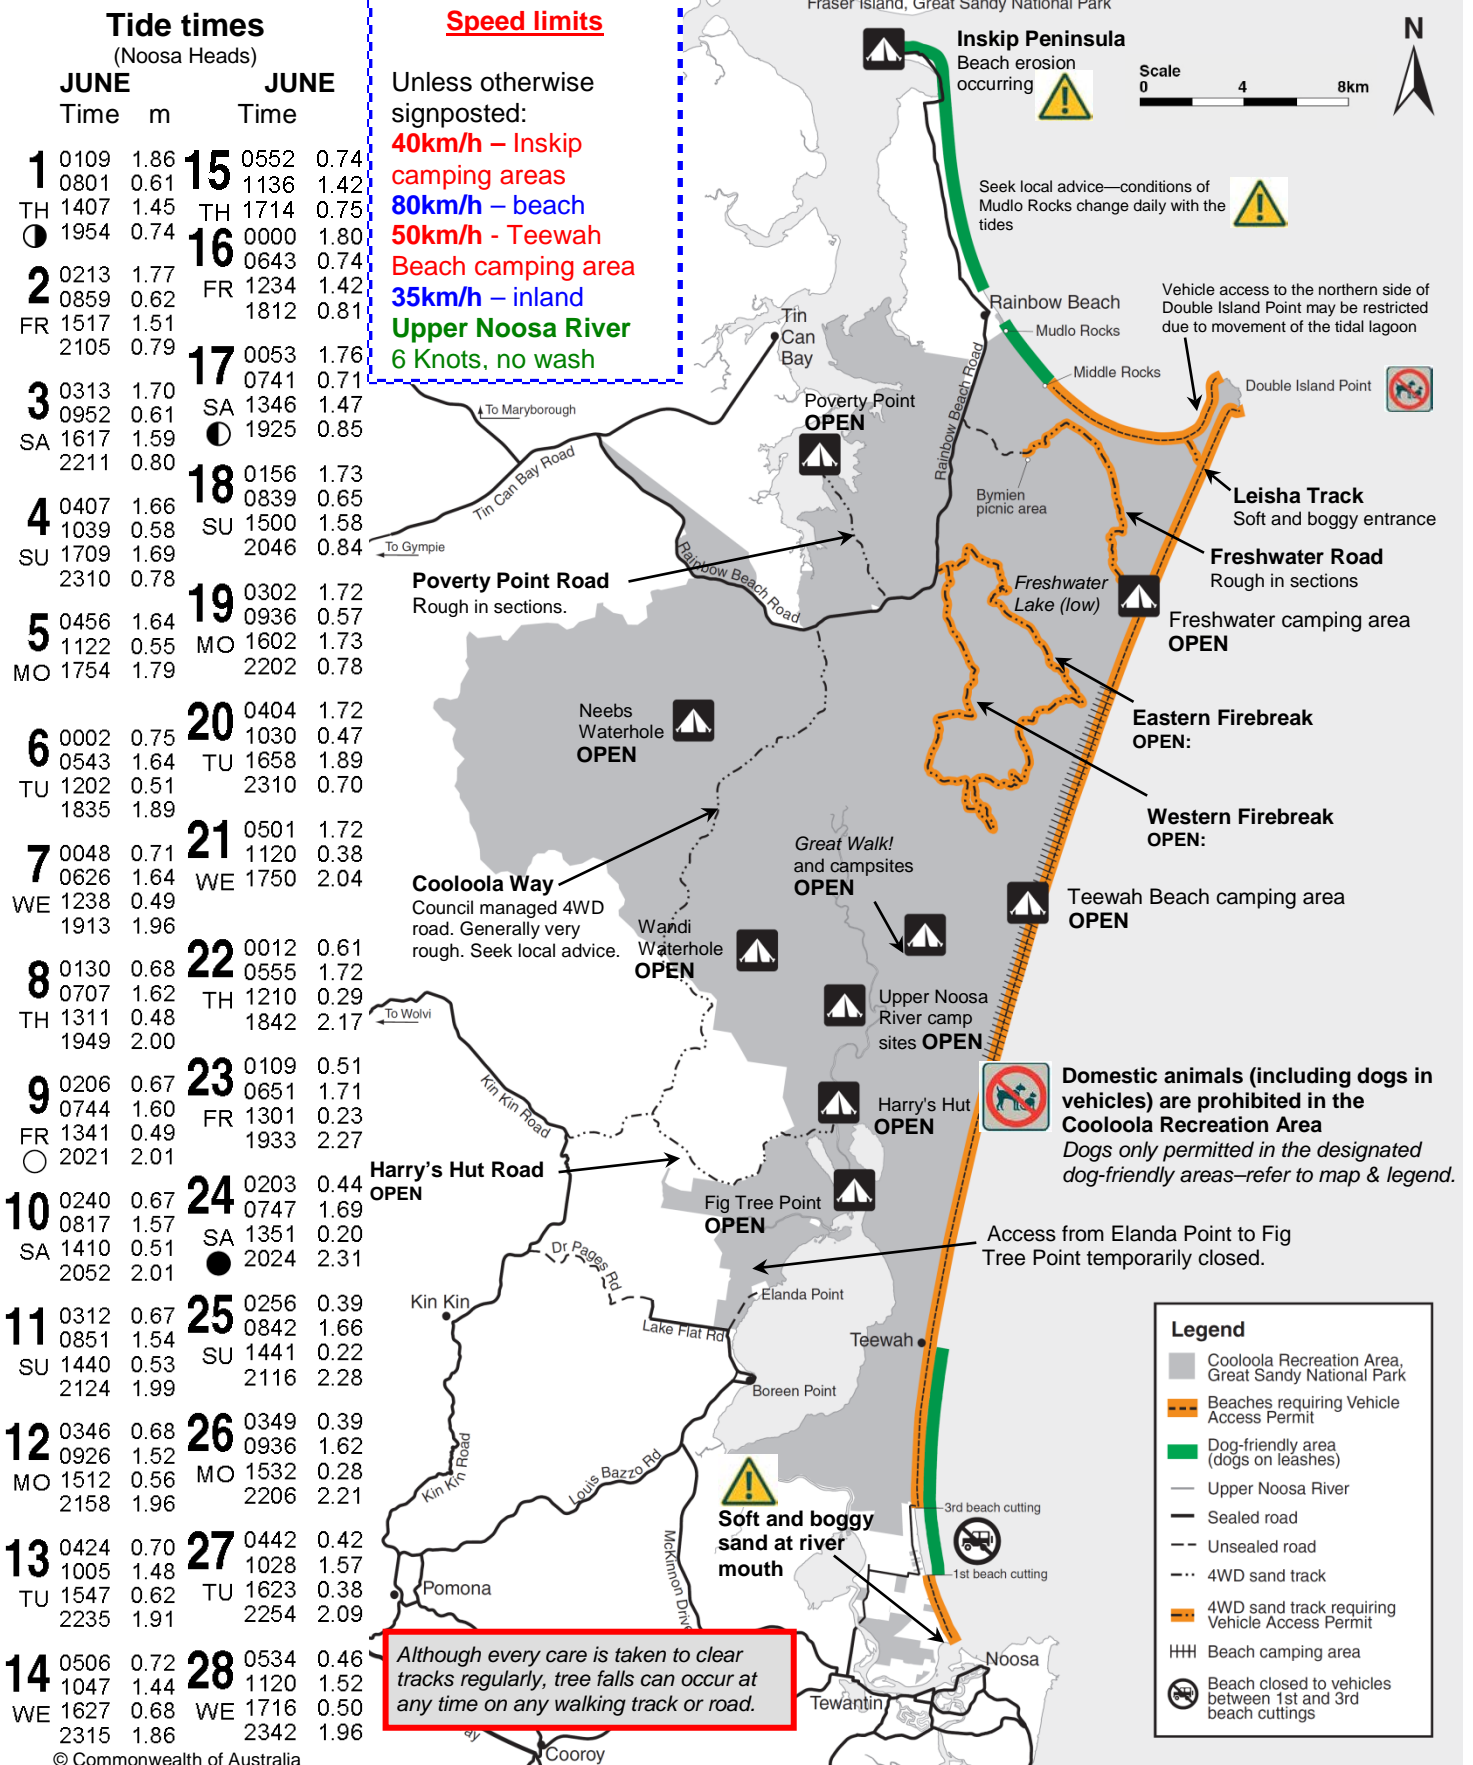 Tide times
(Noosa Heads)
JUNE
Time m
1 TH
0109 1.86
0801 0.61
1407 1.45
1954 0.74
2 FR
0213 1.77
0859 0.62
1517 1.51
2105 0.79
3 SA
0313 1.70
0952 0.61
1617 1.59
2211 0.80
4 SU
0407 1.66
1039 0.58
1709 1.69
2310 0.78
5 MO
0456 1.64
1122 0.55
1754 1.79
6 TU
0002 0.75
0543 1.64
1202 0.51
1835 1.89
7 WE
0048 0.71
0626 1.64
1238 0.49
1913 1.96
8 TH
0130 0.68
0707 1.62
1311 0.48
1949 2.00
9 FR
0206 0.67
0744 1.60
1341 0.49
2021 2.01
10 SA
0240 0.67
0817 1.57
1410 0.51
2052 2.01
11 SU
0312 0.67
0851 1.54
1440 0.53
2124 1.99
12 MO
0346 0.68
0926 1.52
1512 0.56
2158 1.96
13 TU
0424 0.70
1005 1.48
1547 0.62
2235 1.91
14 WE
0506 0.72
1047 1.44
1627 0.68
2315 1.86
JUNE
Time
15 TH
0552 0.74
1136 1.42
1714 0.75
16 FR
0000 1.80
0643 0.74
1234 1.42
1812 0.81
17 SA
0053 1.76
0741 0.71
1346 1.47
1925 0.85
18 SU
0156 1.73
0839 0.65
1500 1.58
2046 0.84
19 MO
0302 1.72
0936 0.57
1602 1.73
2202 0.78
20 TU
0404 1.72
1030 0.47
1658 1.89
2310 0.70
21 WE
0501 1.72
1120 0.38
1750 2.04
22 TH
0012 0.61
0555 1.72
1210 0.29
1842 2.17
23 FR
0109 0.51
0651 1.71
1301 0.23
1933 2.27
24 SA
0203 0.44
0747 1.69
1351 0.20
2024 2.31
25 SU
0256 0.39
0842 1.66
1441 0.22
2116 2.28
26 MO
0349 0.39
0936 1.62
1532 0.28
2206 2.21
27 TU
0442 0.42
1028 1.57
1623 0.38
2254 2.09
28 WE
0534 0.46
1120 1.52
1716 0.50
2342 1.96
© Commonwealth of Australia
Speed limits
Unless otherwise
signposted:
40km/h – Inskip
camping areas
80km/h – beach
50km/h - Teewah
Beach camping area
35km/h – inland
Upper Noosa River
6 Knots, no wash
Fraser Island, Great Sandy National Park
Inskip Peninsula
Beach erosion
occurring
Scale
0 4 8km
N
Seek local advice—conditions of
Mudlo Rocks change daily with the
tides
Vehicle access to the northern side of
Double Island Point may be restricted
due to movement of the tidal lagoon
Rainbow Beach
Mudlo Rocks
Middle Rocks
Double Island Point
Tin
Can
Bay
To Maryborough
Tin Can Bay Road
To Gympie
Poverty Point
OPEN
Rainbow Beach Road
Bymien
picnic area
Leisha Track
Soft and boggy entrance
Freshwater Road
Rough in sections
Poverty Point Road
Rough in sections.
Rainbow Beach Road
Freshwater
Lake (low)
Freshwater camping area
OPEN
Neebs
Waterhole
OPEN
Eastern Firebreak
OPEN:
Western Firebreak
OPEN:
Great Walk!
and campsites
OPEN
Cooloola Way
Council managed 4WD
road. Generally very
rough. Seek local advice.
Wandi
Waterhole
OPEN
Teewah Beach camping area
OPEN
Upper Noosa
River camp
sites OPEN
To Wolvi
Kin Kin Road
Harry's Hut
OPEN
Domestic animals (including dogs in
vehicles) are prohibited in the
Cooloola Recreation Area
Dogs only permitted in the designated
dog-friendly areas–refer to map & legend.
Harry's Hut Road
OPEN
Fig Tree Point
OPEN
Access from Elanda Point to Fig
Tree Point temporarily closed.
Dr Pages Rd
Kin Kin
Elanda Point
Lake Flat Rd
Teewah
Boreen Point
Kin Kin Road
Louis Bazzo Rd
Soft and boggy
sand at river
mouth
3rd beach cutting
1st beach cutting
McKinnon Drive
Pomona
Although every care is taken to clear
tracks regularly, tree falls can occur at
any time on any walking track or road.
Noosa
Tewantin
ay
Cooroy
Legend
Cooloola Recreation Area,
Great Sandy National Park
Beaches requiring Vehicle
Access Permit
Dog-friendly area
(dogs on leashes)
Upper Noosa River
Sealed road
Unsealed road
4WD sand track
4WD sand track requiring
Vehicle Access Permit
Beach camping area
Beach closed to vehicles
between 1st and 3rd
beach cuttings